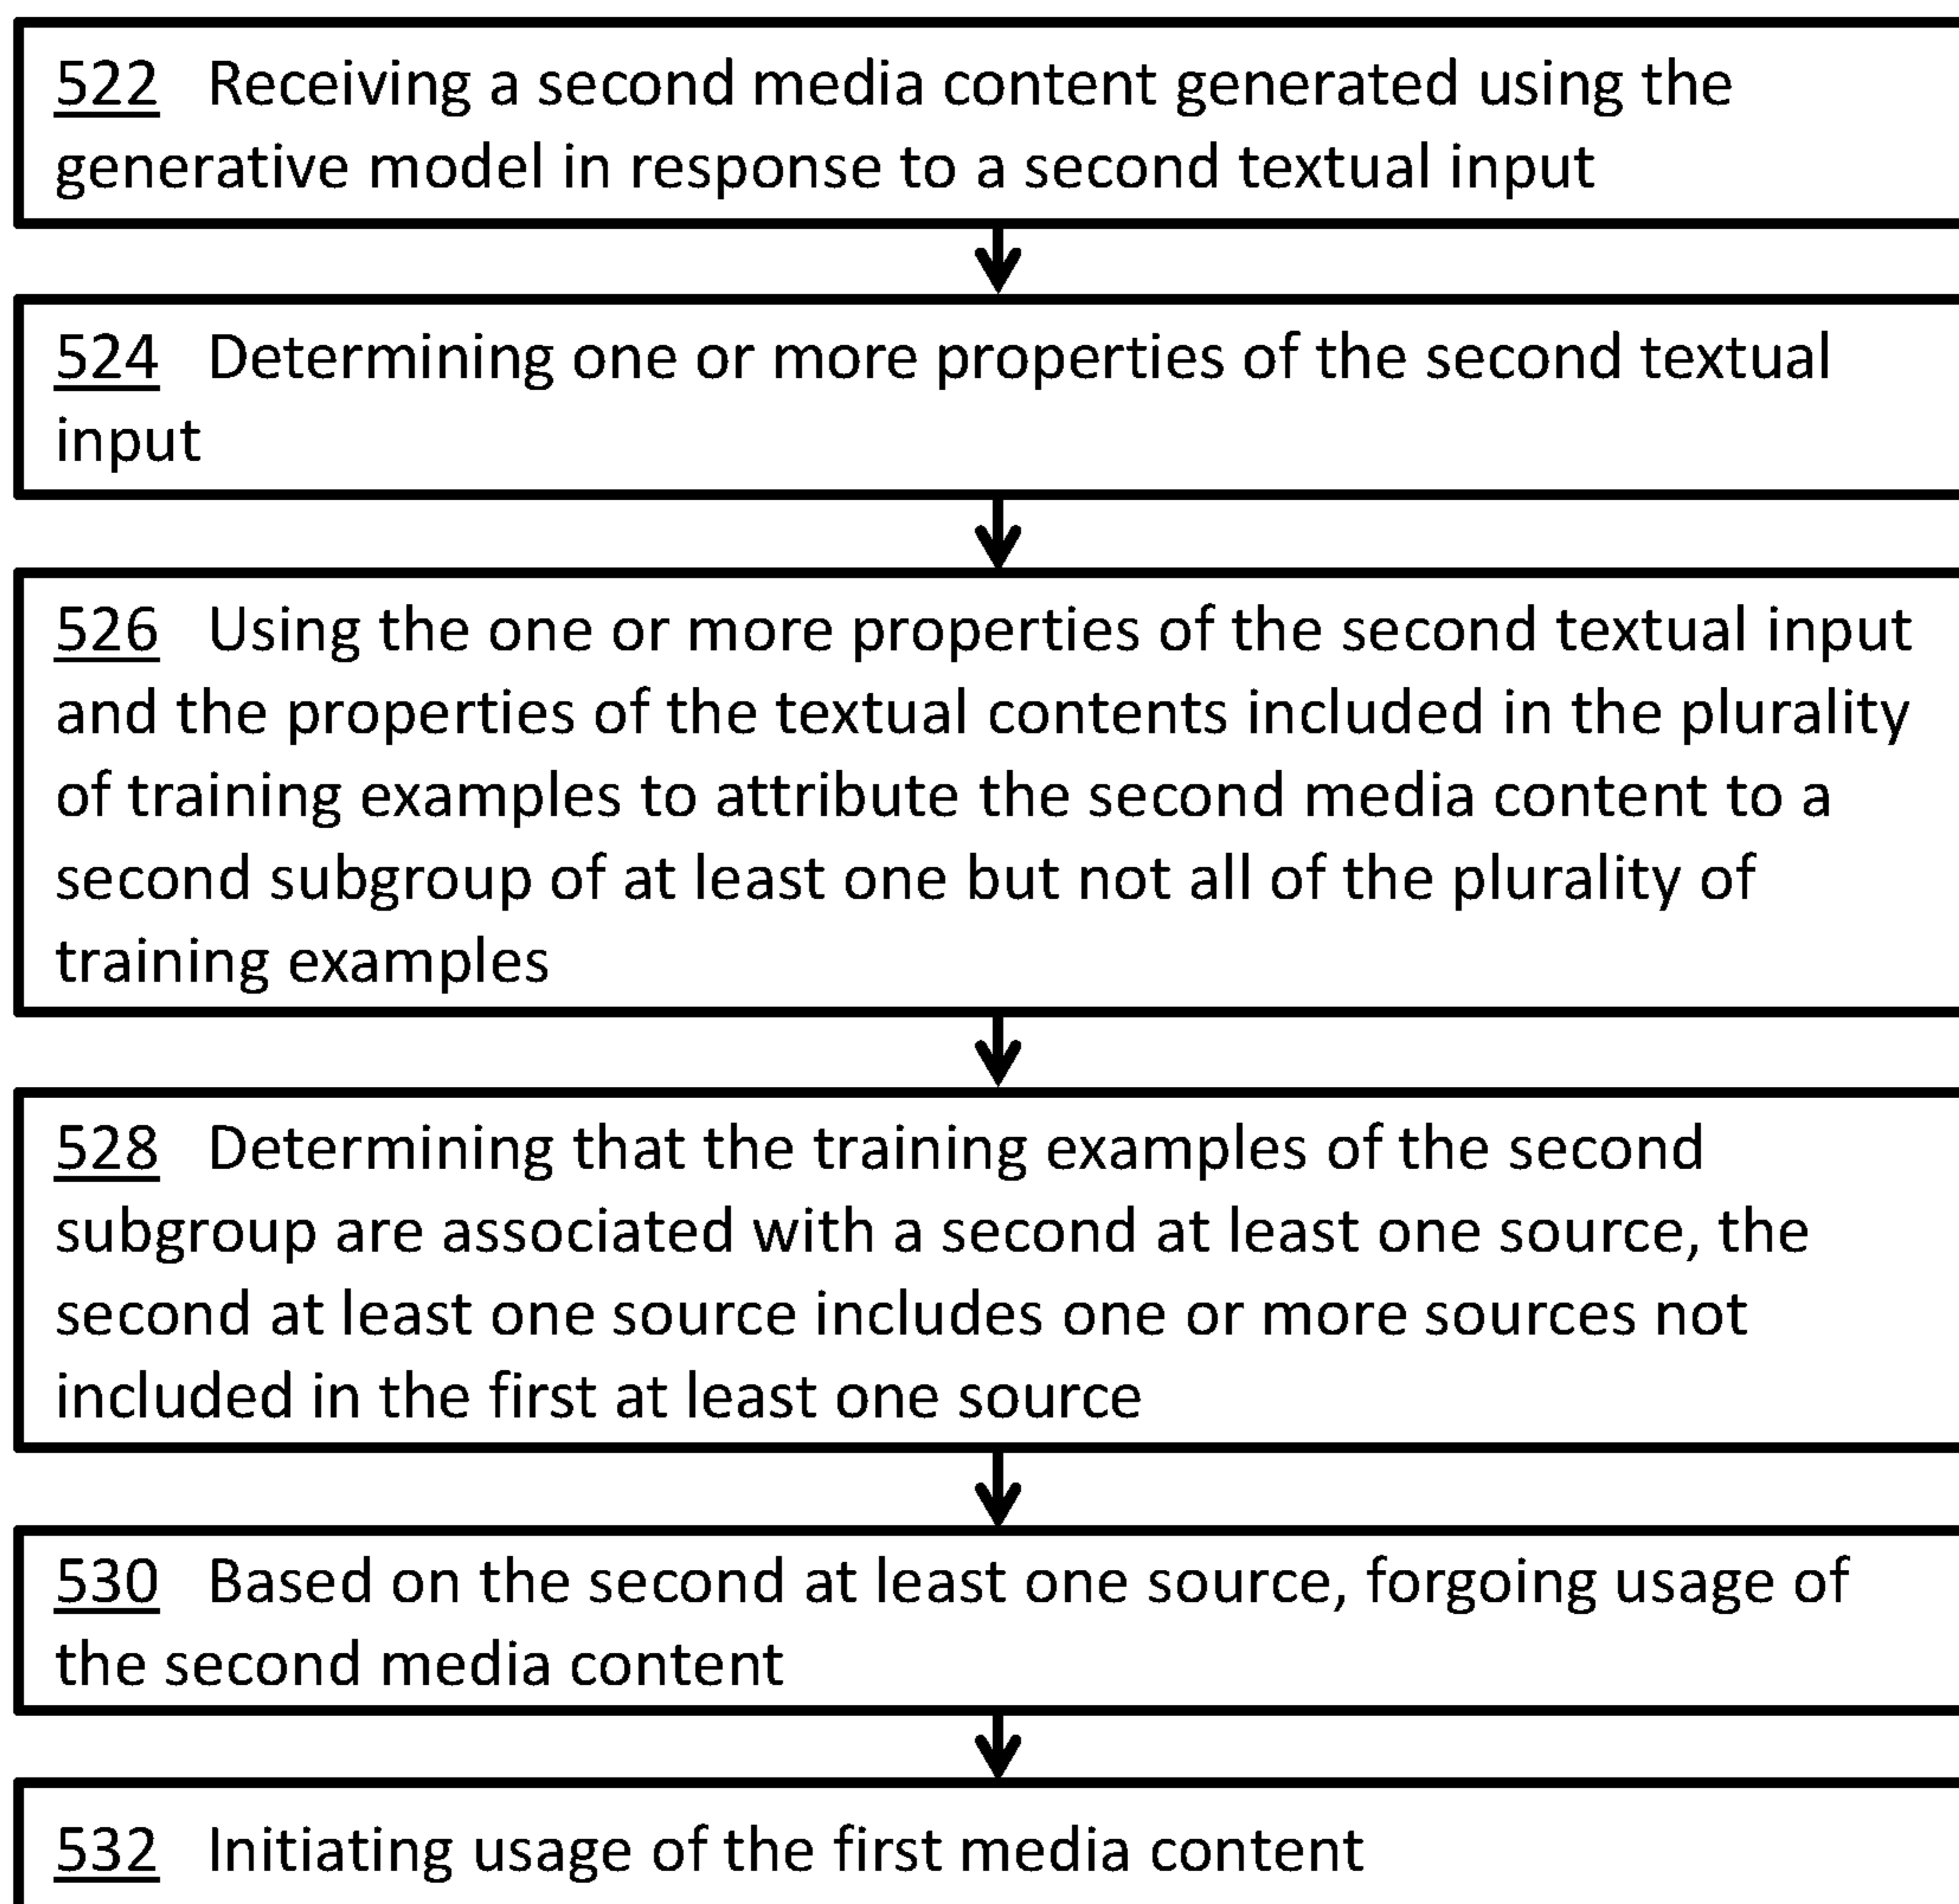 522 Receiving a second media content generated using the
generative model in response to a second textual input
524 Determining one or more properties of the second textual
input
526 Using the one or more properties of the second textual input
and the properties of the textual contents included in the plurality
of training examples to attribute the second media content to a
second subgroup of at least one but not all of the plurality of
training examples
528 Determining that the training examples of the second
subgroup are associated with a second at least one source, the
second at least one source includes one or more sources not
included in the first at least one source
530 Based on the second at least one source, forgoing usage of
the second media content
532 Initiating usage of the first media content